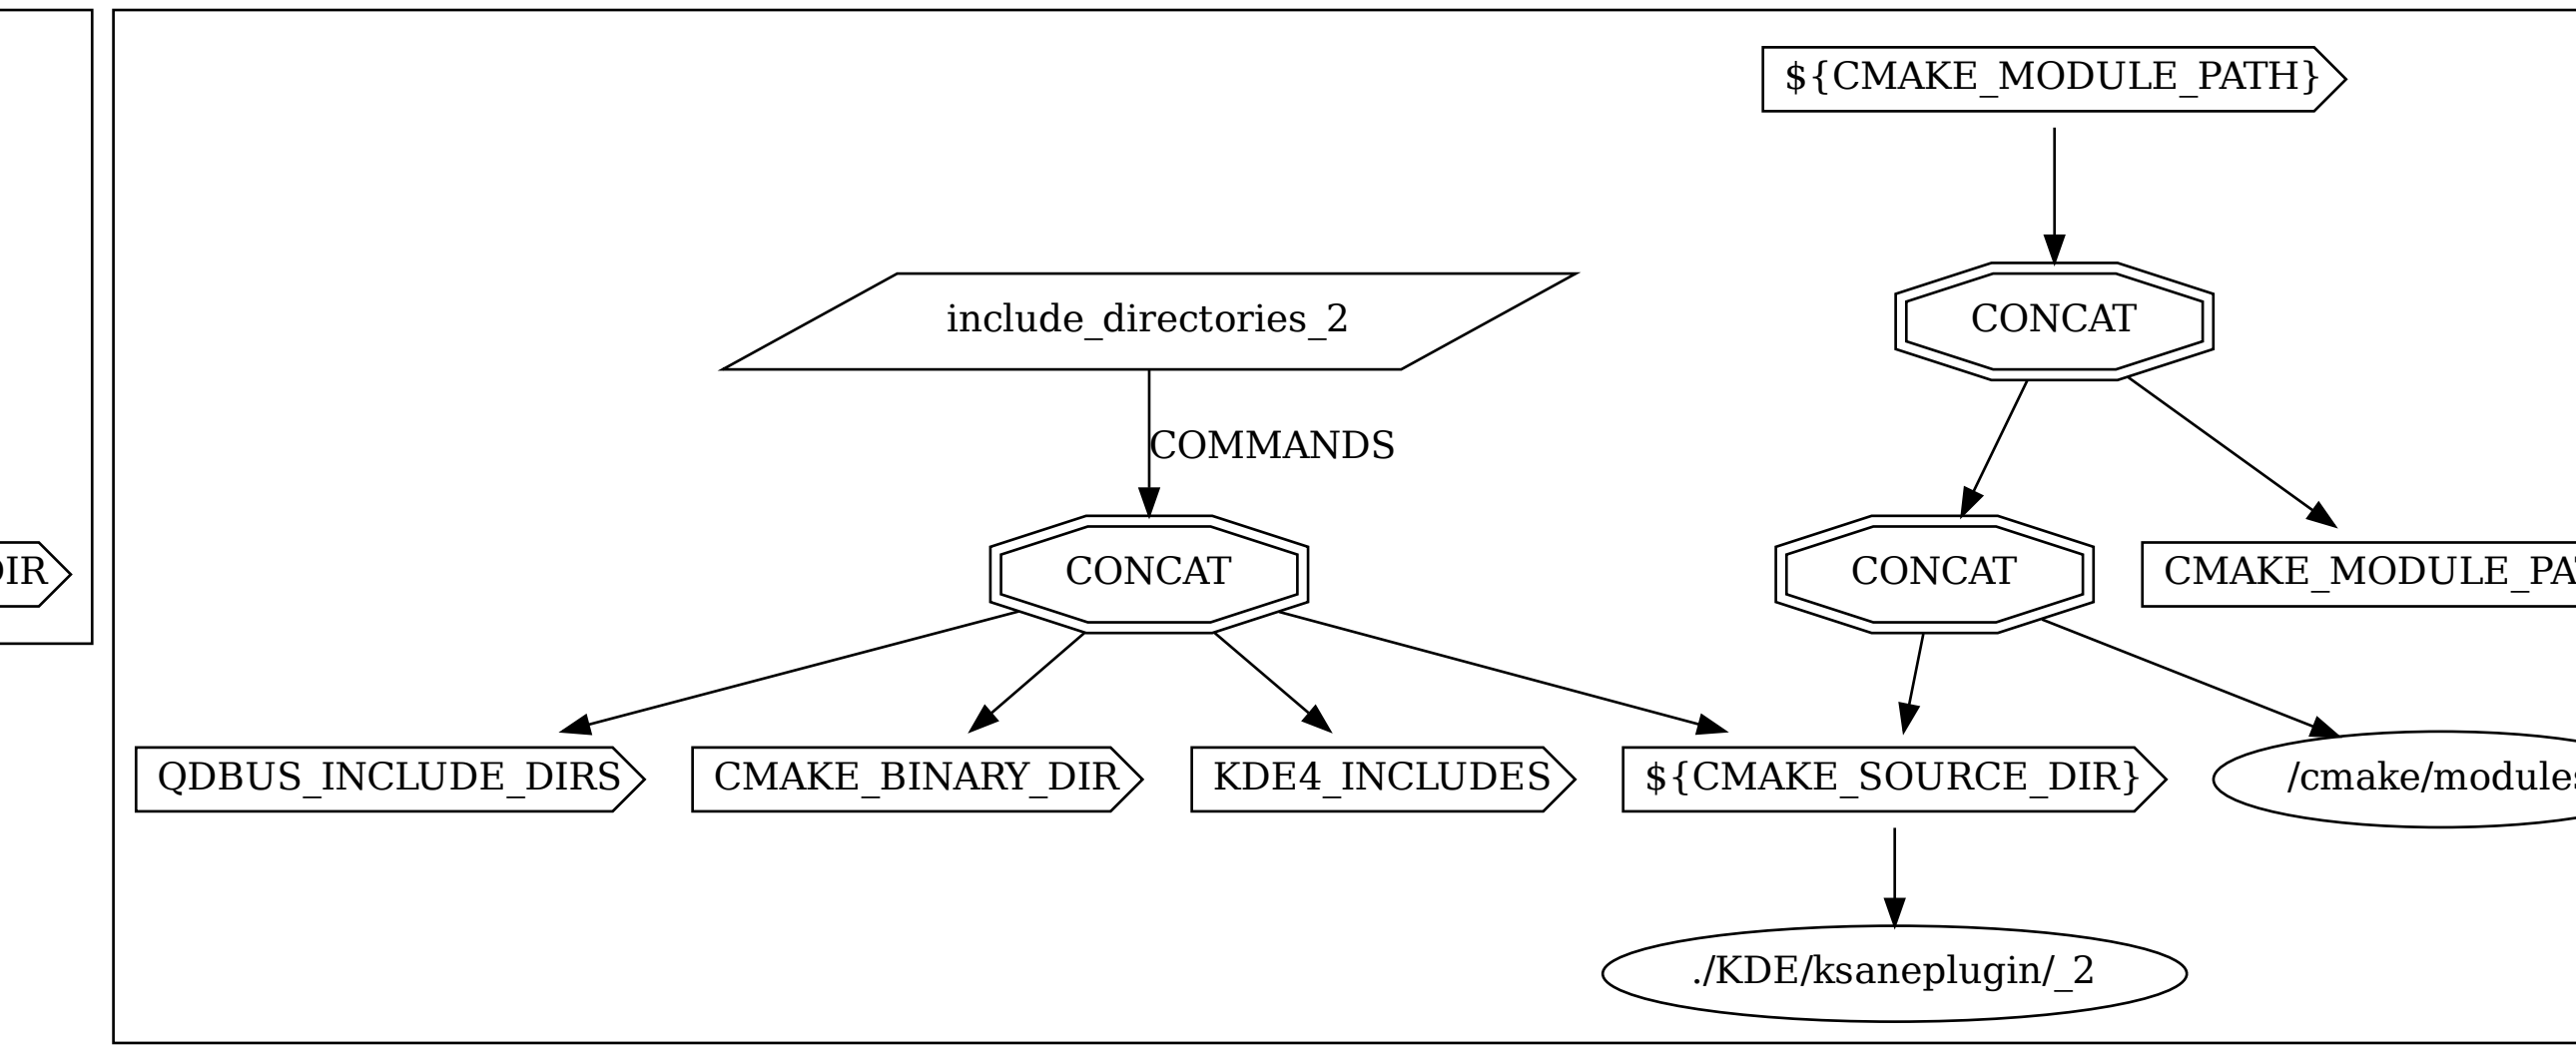 ${CMAKE_MODULE_PATH}
include_directories_2
CONCAT
COMMANDS
CONCAT
CONCAT
QDBUS_INCLUDE_DIRS
CMAKE_BINARY_DIR
KDE4_INCLUDES
${CMAKE_SOURCE_DIR}
./KDE/ksaneplugin/_2